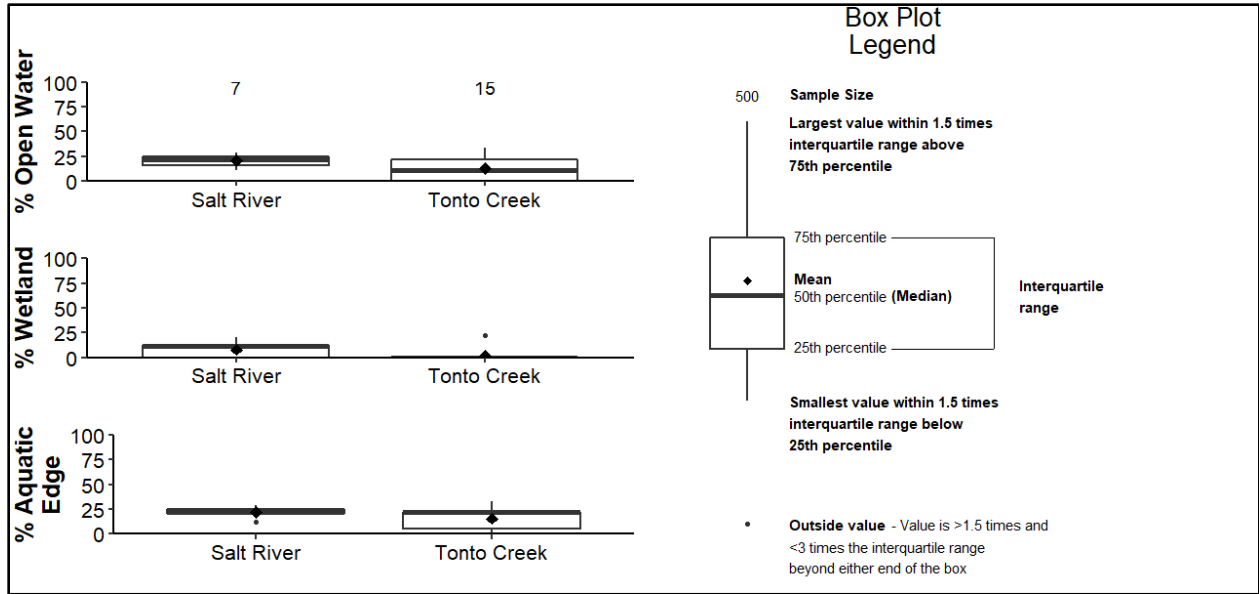 % Open Water
100
75
50
25
0
7
15
Salt River
Tonto Creek
% Wetland
100
75
50
25
0
Salt River
Tonto Creek
% Aquatic
Edge
100
75
50
25
0
Salt River
Tonto Creek
Box Plot
Legend
500
Sample Size
Largest value within 1.5 times
interquartile range above
75th percentile
75th percentile
Mean
50th percentile (Median)
25th percentile
Interquartile
range
Smallest value within 1.5 times
interquartile range below
25th percentile
Outside value - Value is >1.5 times and
<3 times the interquartile range
beyond either end of the box